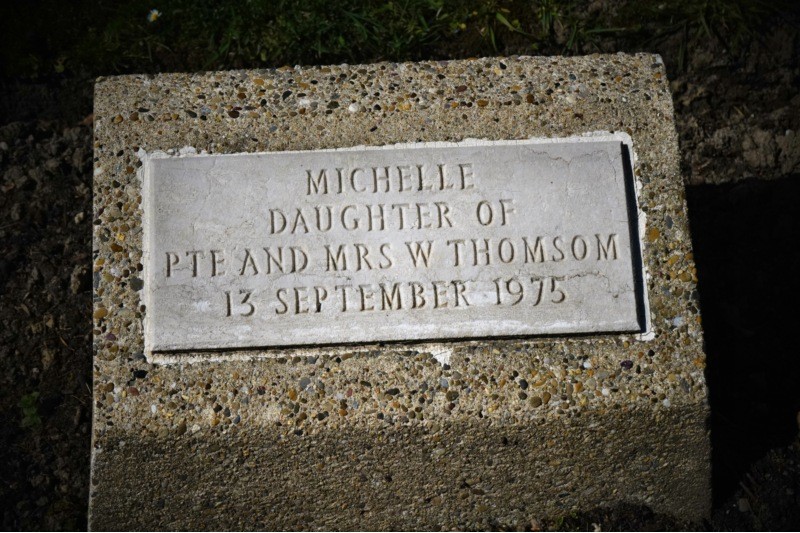 MICHELLE
DAUGHTER OF
PTE AND MRS W THOMSOM
13 SEPTEMBER 1975